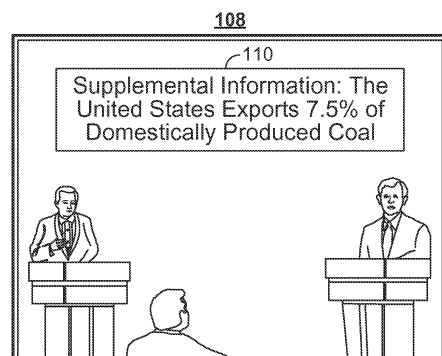 108
110
Supplemental Information: The
United States Exports 7.5% of
Domestically Produced Coal